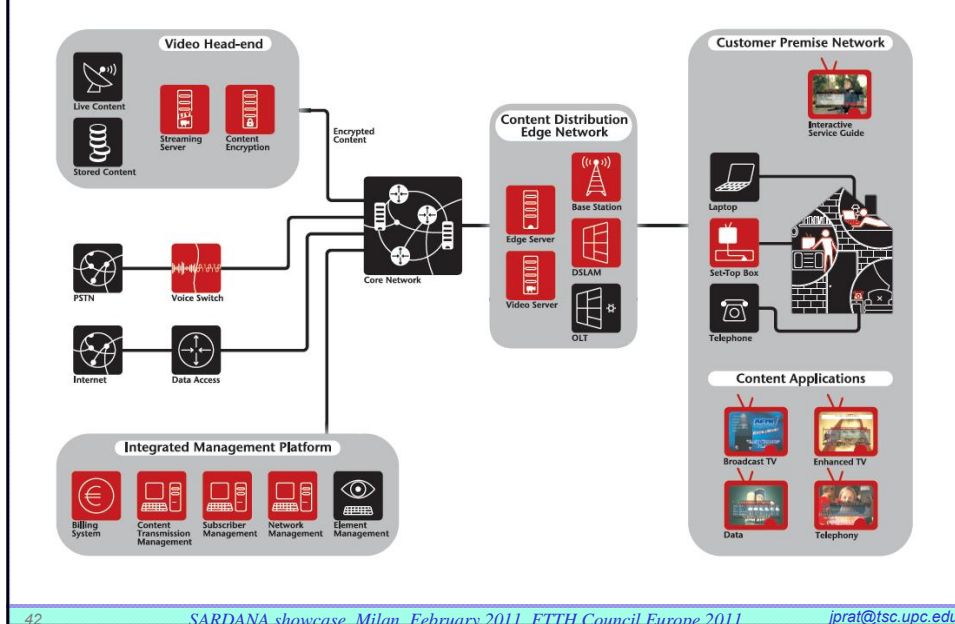 Video Head-end
Live Content
Stored Content
Streaming
Server
Content
Encryption
Encrypted
Content
PSTN
Voice Switch
Internet
Data Access
Core Network
Integrated Management Platform
Billing
System
Content
Transmission
Management
Subscriber
Management
Network
Management
Element
Management
Content Distribution
Edge Network
Edge Server
Video Server
Base Station
DSLAM
OLT
Customer Premise Network
Interactive
Service Guide
Laptop
Set-Top Box
Telephone
Content Applications
Broadcast TV
Enhanced TV
Data
Telephony
42
SARDANA showcase, Milan, February 2011, FTTH Council Europe 2011
jprat@tsc.upc.edu